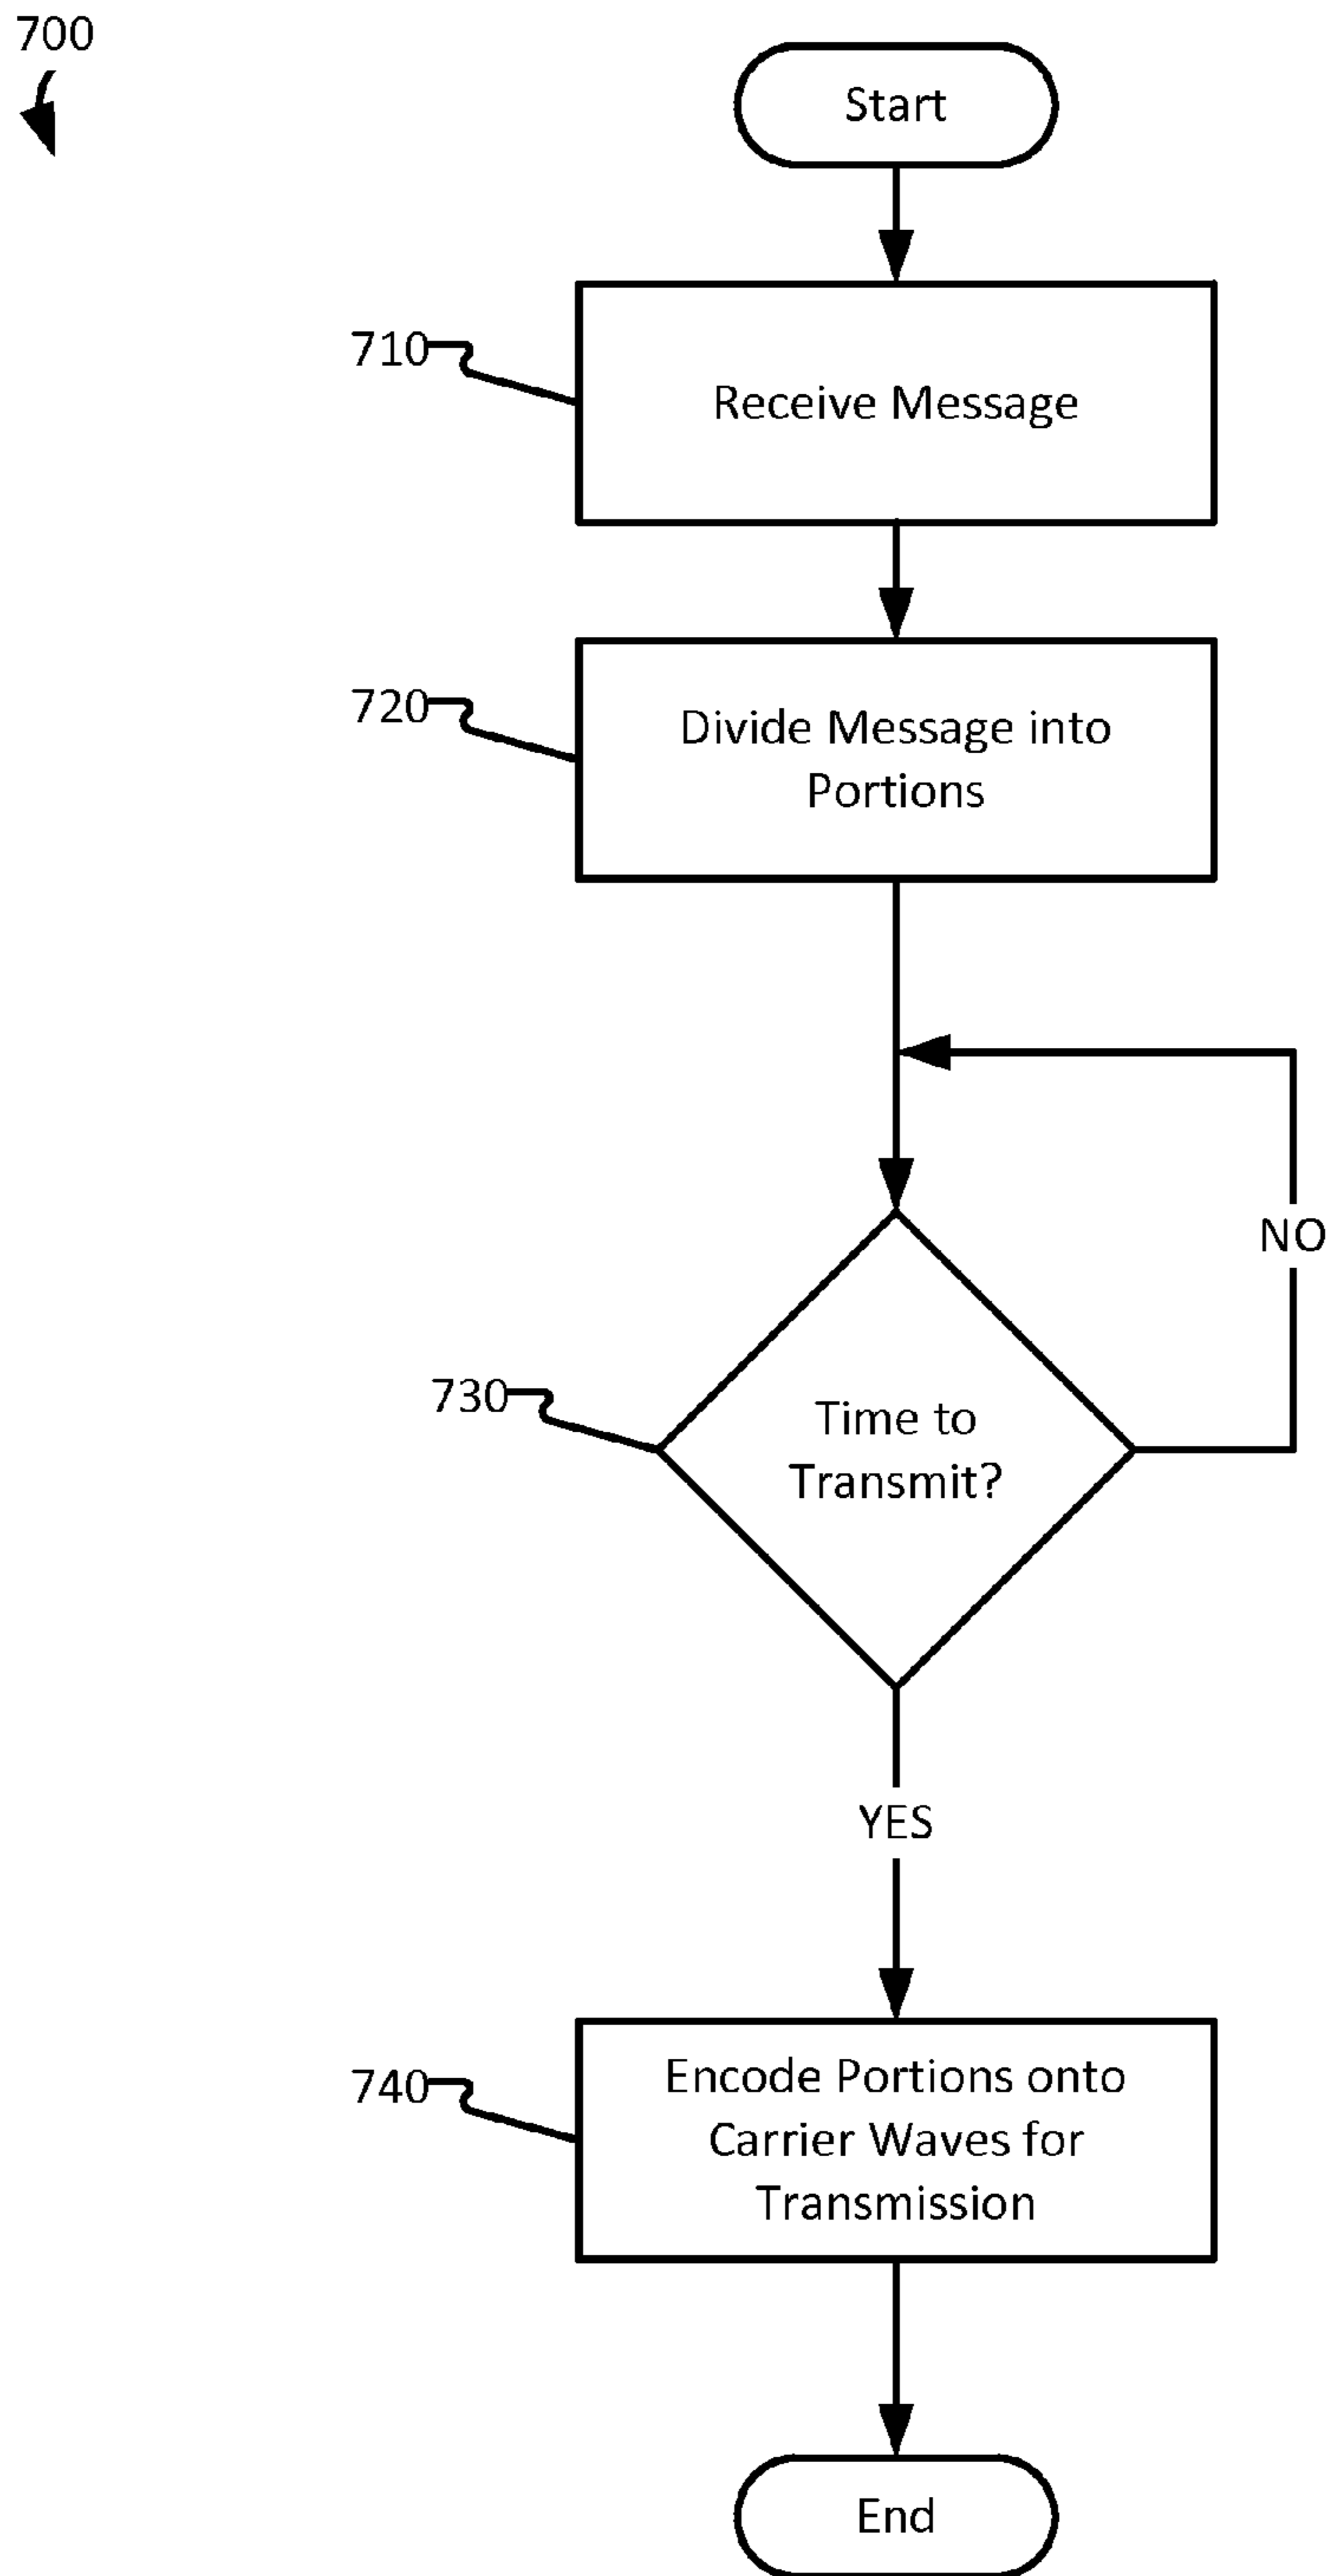 700
Start
710
Receive Message
720
Divide Message into
Portions
NO
730
Time to
Transmit?
YES
740
Encode Portions onto
Carrier Waves for
Transmission
End